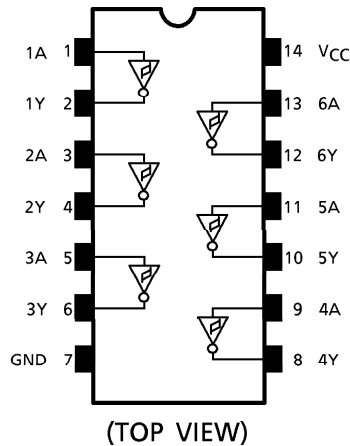 1A 1 14 VCC
1Y 2 13 6A
2A 3 12 6Y
2Y 4 11 5A
3A 5 10 5Y
3Y 6 9 4A
GND 7 8 4Y
(TOP VIEW)